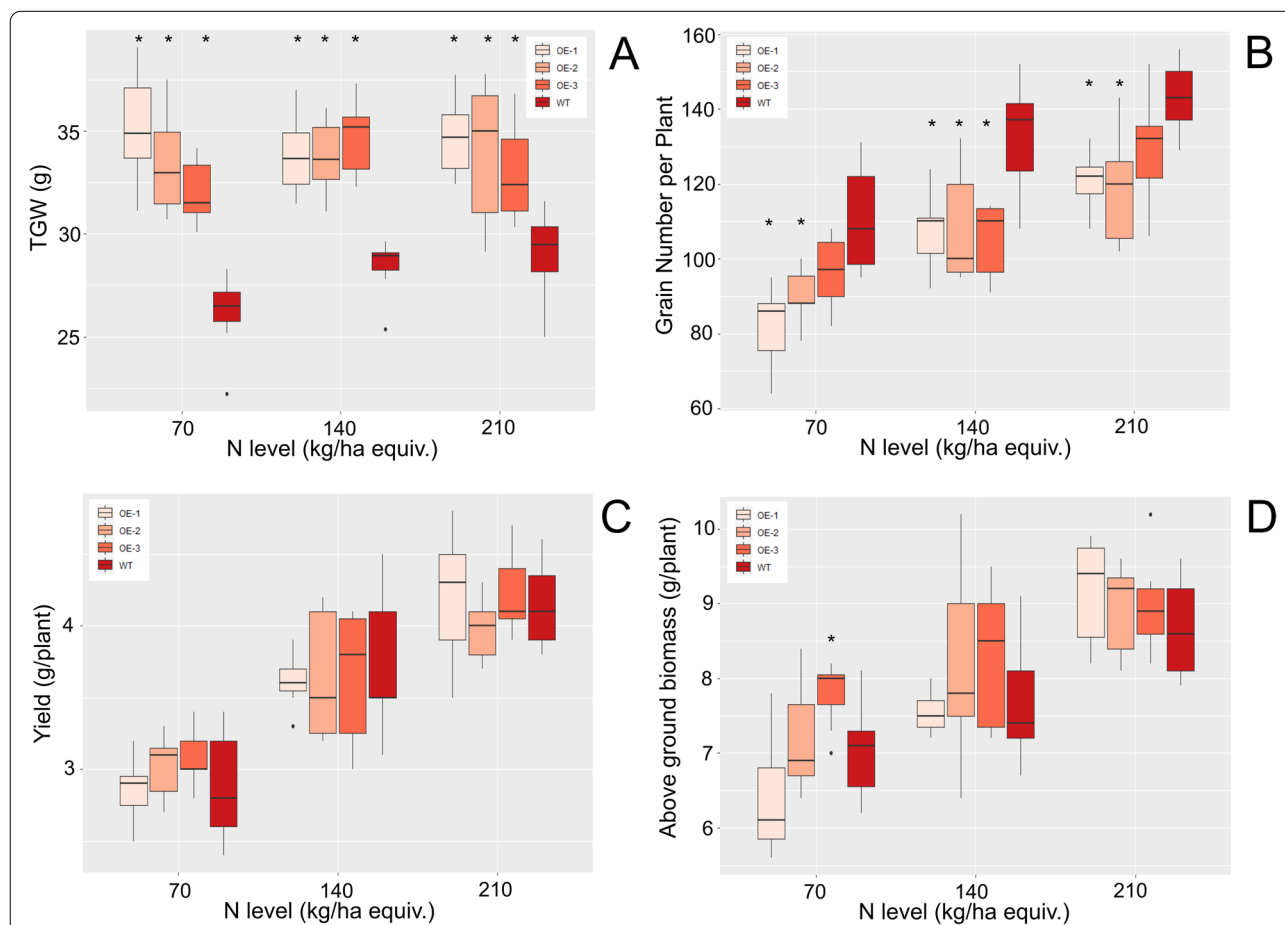 * * * * * * * * *
OE-1
OE-2
OE-3
WT
A
TGW (g)
35
30
25
70 140 210
N level (kg/ha equiv.)
B
OE-1
OE-2
OE-3
WT
* * * * * * *
Grain Number per Plant
160
140
120
100
80
60
70 140 210
N level (kg/ha equiv.)
C
OE-1
OE-2
OE-3
WT
Yield (g/plant)
4
3
70 140 210
N level (kg/ha equiv.)
D
OE-1
OE-2
OE-3
WT
*
Above ground biomass (g/plant)
10
9
8
7
6
70 140 210
N level (kg/ha equiv.)